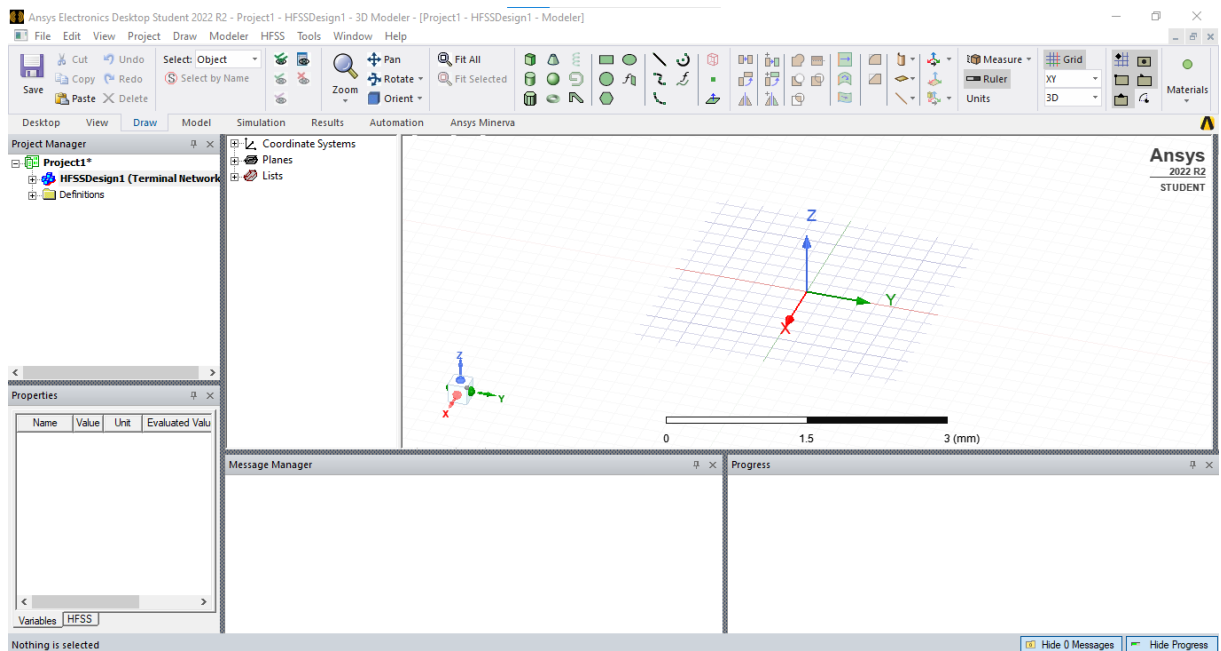 Ansys Electronics Desktop Student 2022 R2 - Project1 - HFSSDesign1 - 3D Modeler - [Project1 - HFSSDesign1 - Modeler]
File Edit View Project Draw Modeler HFSS Tools Window Help
Save
Cut Undo
Copy Redo
Paste Delete
Select: Object
Select by Name
Zoom
Pan
Rotate
Orient
Fit All
Fit Selected
Measure
Ruler
Units
Grid
XY
3D
Materials
Desktop View Draw Model Simulation Results Automation Ansys Minerva
Project Manager
Project1*
HFSSDesign1 (Terminal Network
Definitions
Coordinate Systems
Planes
Lists
Ansys
2022 R2
STUDENT
Z
Y
X
Z
Y
X
0 1.5 3 (mm)
Properties
Name Value Unit Evaluated Valu
Variables HFSS
Message Manager
Progress
Nothing is selected
Hide 0 Messages Hide Progress